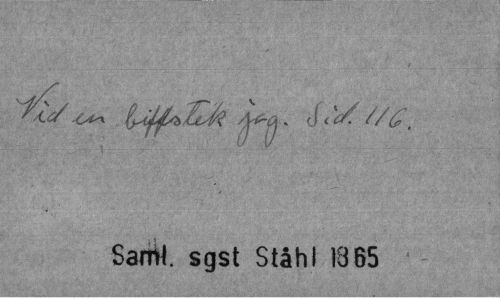 Vid en biffstek jag. Sid. 116.
Saml. sgst Ståhl 1865